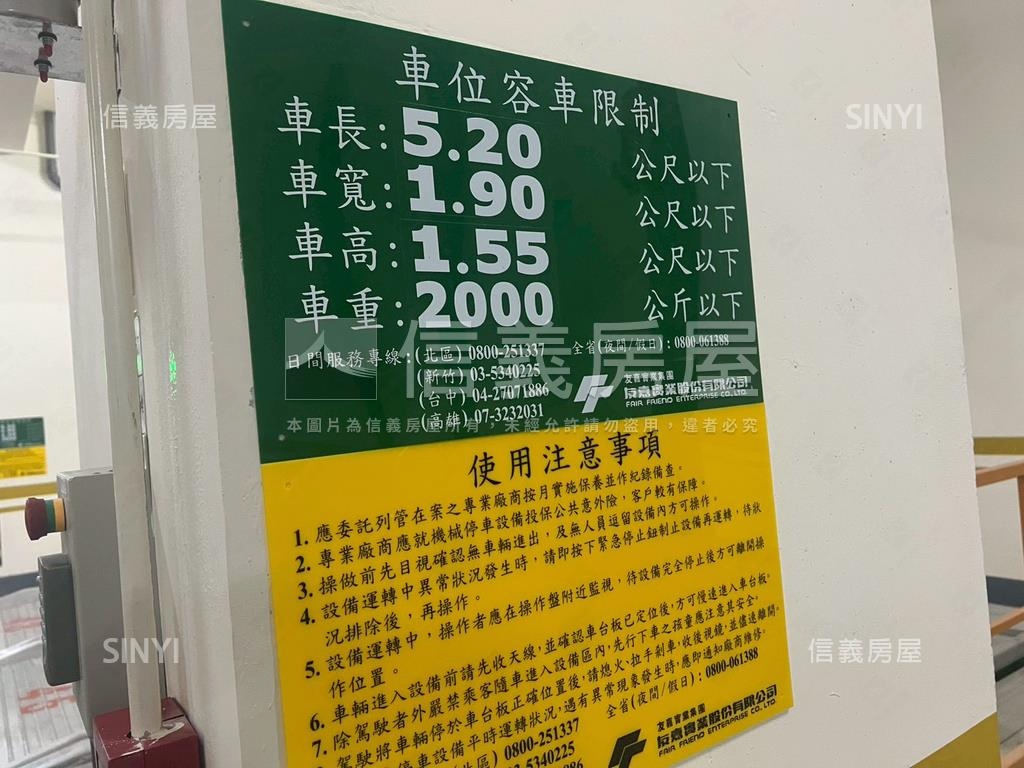 車位容車限制
車長:5.20 公尺以下
車寬:1.90 公尺以下
車高:1.55 公尺以下
車重:2000 公斤以下
日間服務專線:(北區) 0800-251337 全省(夜間/假日):0800-061388
(新竹) 03-5340225
(台中) 04-27071886
(高雄) 07-3232031
友嘉實業集團
友嘉實業股份有限公司
FAIR FRIEND ENTERPRISE CO., LTD.
信義房屋
SINYI
信義房屋
本圖片為信義房屋所有,未經允許請勿盜用,違者必究
使用注意事項
1. 應委託列管在案之專業廠商按月實施保養並作紀錄備查。
2. 專業廠商應就機械停車設備投保公共意外險,客戶較有保障。
3. 操做前先目視確認無車輛進出,及無人員逗留設備內方可操作。
4. 設備運轉中異常狀況發生時,請即按下緊急停止鈕制止設備再運轉,待狀
況排除後,再操作。
5. 設備運轉中,操作者應在操作盤附近監視,待設備完全停止後方可離開操
作位置。
6. 車輛進入設備前請先收天線,並確認車台板已定位後,方可慢速進入車台板。
7. 除駕駛者外嚴禁乘客隨車進入設備區內,先行下車之孩童應注意其安全。
駕駛將車輛停於車台板正確位置後,請熄火,拉手剎車,收後視鏡,並儘速離開。
停車設備平時運轉狀況,遇有異常現象發生時,應即通知廠商維修。
(北區) 0800-251337 全省(夜間/假日):0800-061388
03-5340225
友嘉實業集團
友嘉實業股份有限公司
FAIR FRIEND ENTERPRISE CO., LTD.
SINYI
信義房屋